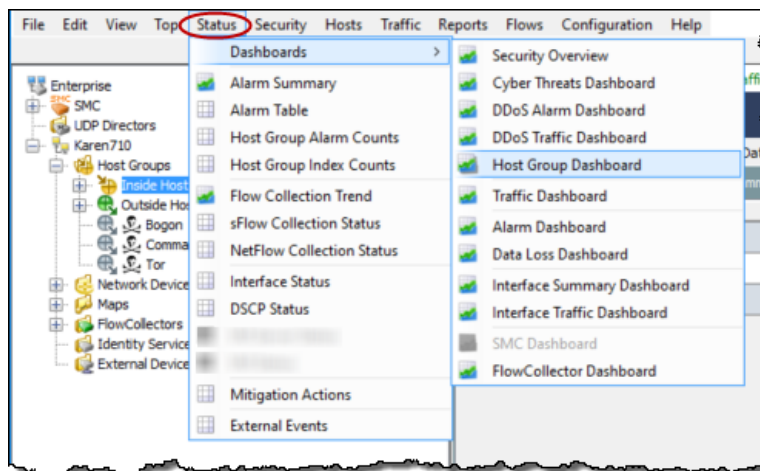 File Edit View Top Status Security Hosts Traffic Reports Flows Configuration Help
Enterprise
SMC
SMC
UDP Directors
Karen710
Host Groups
Inside Host
Outside Hos
Bogon
Comma
Tor
Network Device
Maps
FlowCollectors
Identity Service
External Device
Dashboards
Alarm Summary
Alarm Table
Host Group Alarm Counts
Host Group Index Counts
Flow Collection Trend
sFlow Collection Status
NetFlow Collection Status
Interface Status
DSCP Status
Mitigation Actions
External Events
Security Overview
Cyber Threats Dashboard
DDoS Alarm Dashboard
DDoS Traffic Dashboard
Host Group Dashboard
Traffic Dashboard
Alarm Dashboard
Data Loss Dashboard
Interface Summary Dashboard
Interface Traffic Dashboard
SMC Dashboard
FlowCollector Dashboard